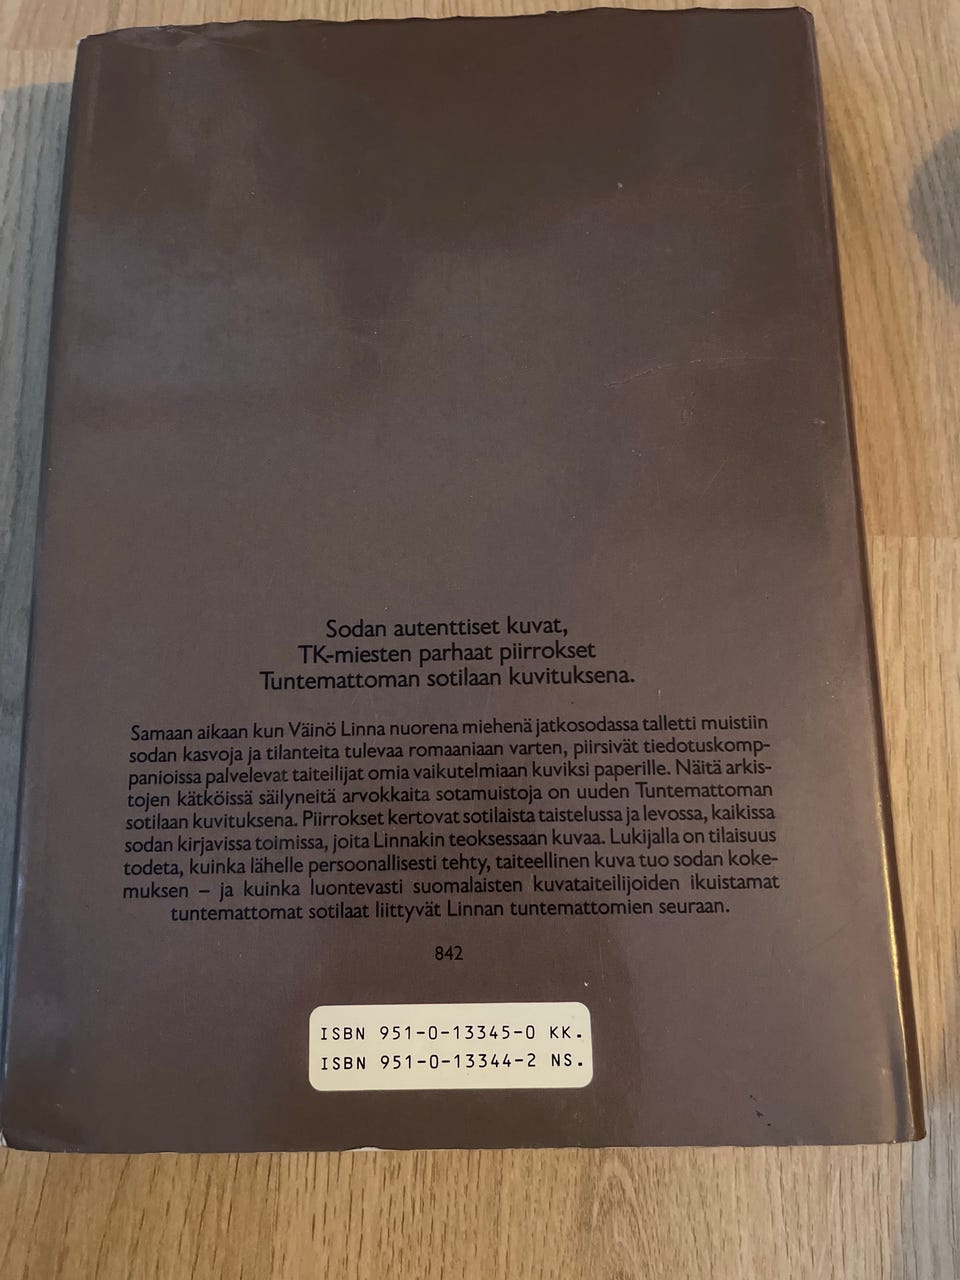 Sodan autenttiset kuvat,
TK-miesten parhaat piirrokset
Tuntemattoman sotilaan kuvituksena.
Samaan aikaan kun Väinö Linna nuorena miehenä jatkosodassa talletti muistiin
sodan kasvoja ja tilanteita tulevaa romaaniaan varten, piirsivät tiedotuskomp-
panioissa palvelevat taiteilijat omia vaikutelmiaan kuviksi paperille. Näitä arkis-
tojen kätköissä säilyneitä arvokkaita sotamuistoja on uuden Tuntemattoman
sotilaan kuvituksena. Piirrokset kertovat sotilaista taistelussa ja levossa, kaikissa
sodan kirjavissa toimissa, joita Linnakin teoksessaan kuvaa. Lukijalla on tilaisuus
todeta, kuinka lähelle persoonallisesti tehty, taiteellinen kuva tuo sodan koke-
muksen – ja kuinka luontevasti suomalaisten kuvataiteilijoiden ikuistamat
tuntemattomat sotilaat liittyvät Linnan tuntemattomien seuraan.
842
ISBN 951-0-13345-0 KK.
ISBN 951-0-13344-2 NS.